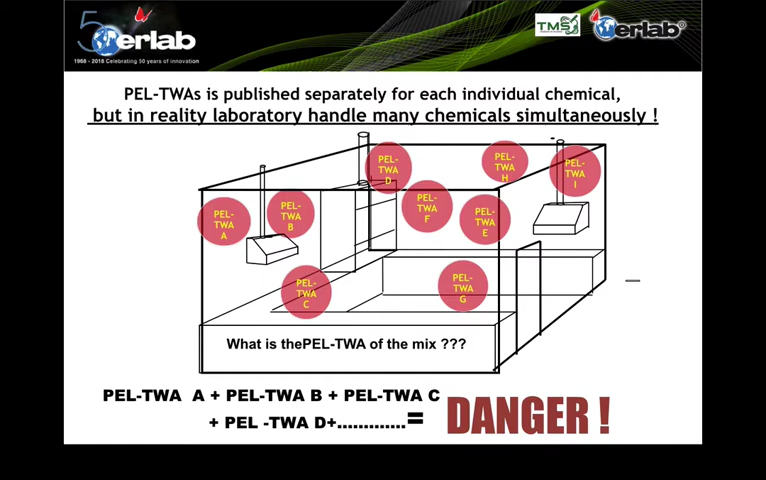 50 erlab
1968 - 2018 Celebrating 50 years of innovation
TMS
erlab®
PEL-TWAs is published separately for each individual chemical,
but in reality laboratory handle many chemicals simultaneously !
PEL-
TWA
D
PEL-
TWA
H
PEL-
TWA
I
PEL-
TWA
A
PEL-
TWA
B
PEL-
TWA
F
PEL-
TWA
E
PEL-
TWA
C
PEL-
TWA
G
What is thePEL-TWA of the mix ???
PEL-TWA A + PEL-TWA B + PEL-TWA C
+ PEL -TWA D+.............=
DANGER !